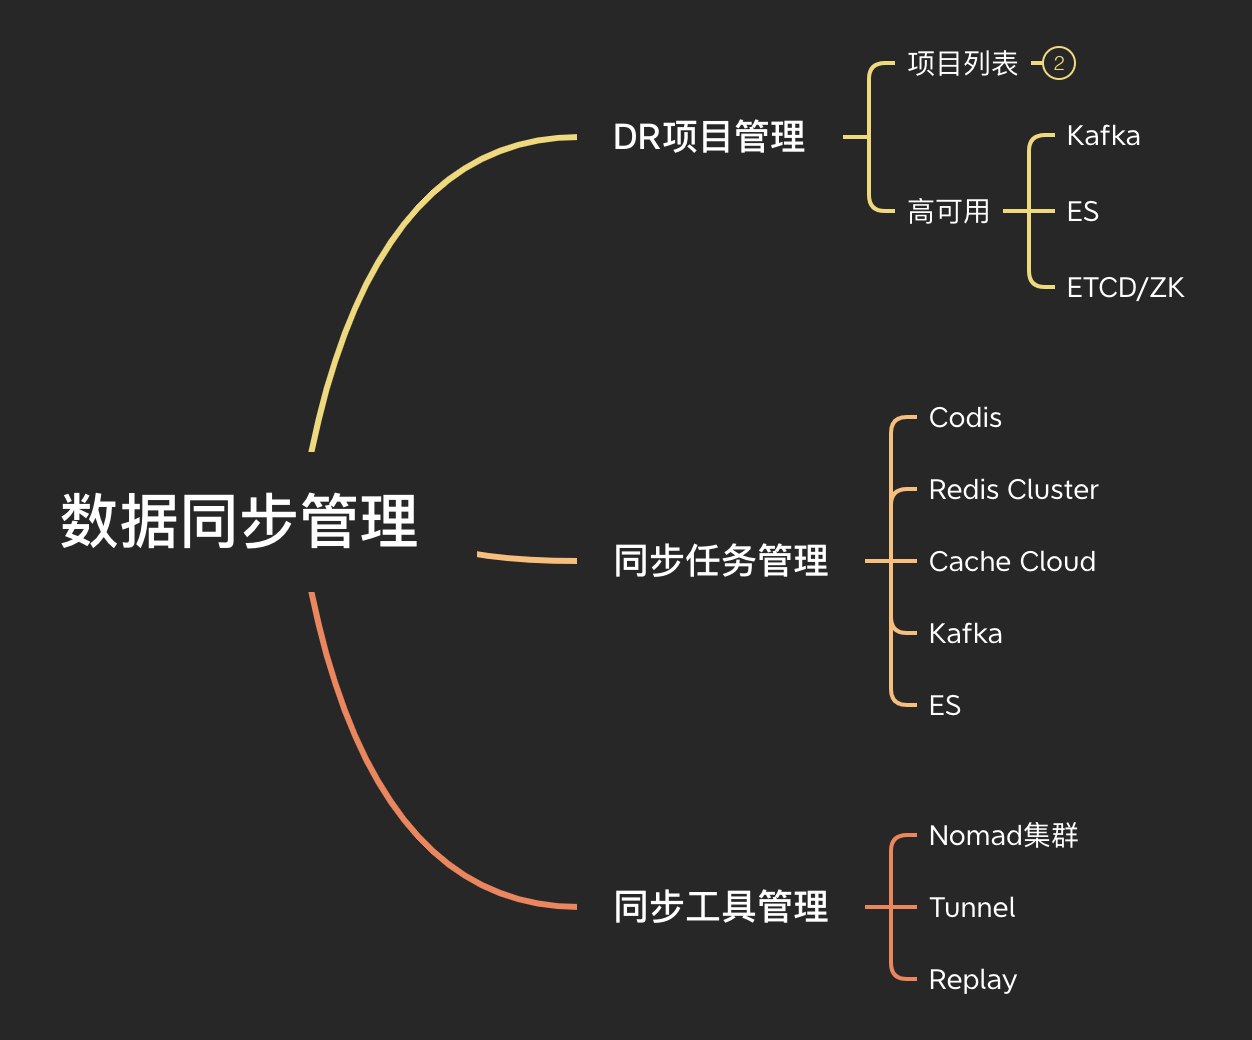 数据同步管理
DR项目管理
项目列表
2
高可用
Kafka
ES
ETCD/ZK
同步任务管理
Codis
Redis Cluster
Cache Cloud
Kafka
ES
同步工具管理
Nomad集群
Tunnel
Replay